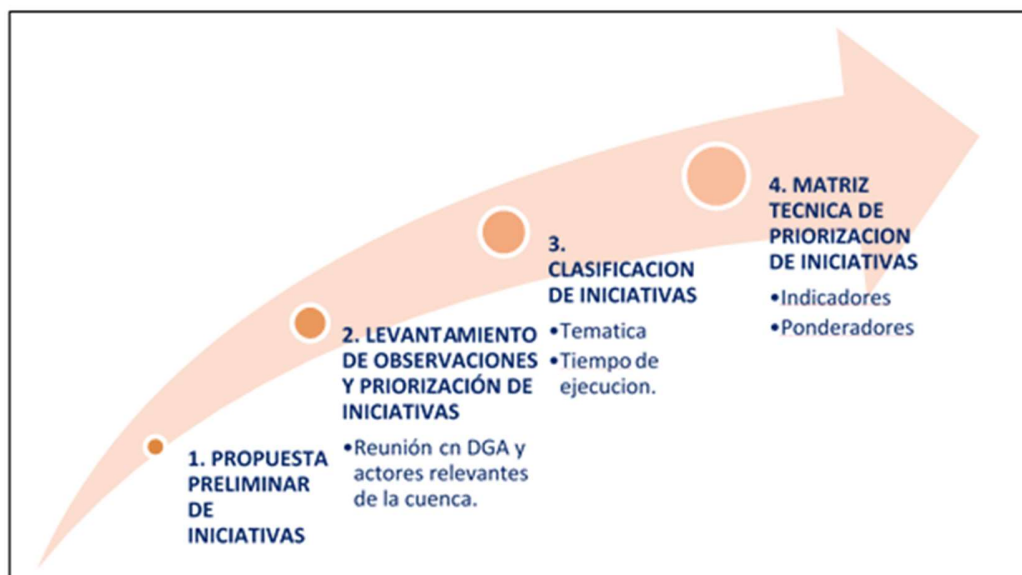 1. PROPUESTA
PRELIMINAR
DE
INICIATIVAS
2. LEVANTAMIENTO
DE OBSERVACIONES
Y PRIORIZACIÓN DE
INICIATIVAS
•Reunión cn DGA y
actores relevantes
de la cuenca.
3.
CLASIFICACION
DE INICIATIVAS
•Tematica
•Tiempo de
ejecucion.
4. MATRIZ
TECNICA DE
PRIORIZACION
DE INICIATIVAS
•Indicadores
•Ponderadores